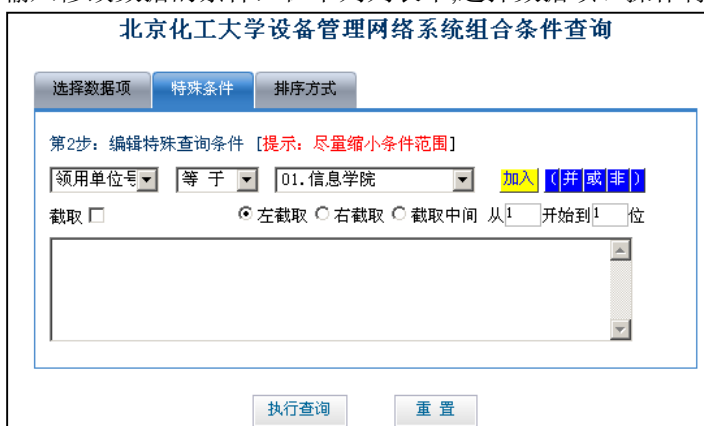 北京化工大学设备管理网络系统组合条件查询
选择数据项 特殊条件 排序方式
第2步：编辑特殊查询条件 [提示：尽量缩小条件范围]
领用单位号 等 于 01.信息学院 加入 ( 并 或 非 )
截取 左截取 右截取 截取中间 从1 开始到1 位
执行查询 重 置